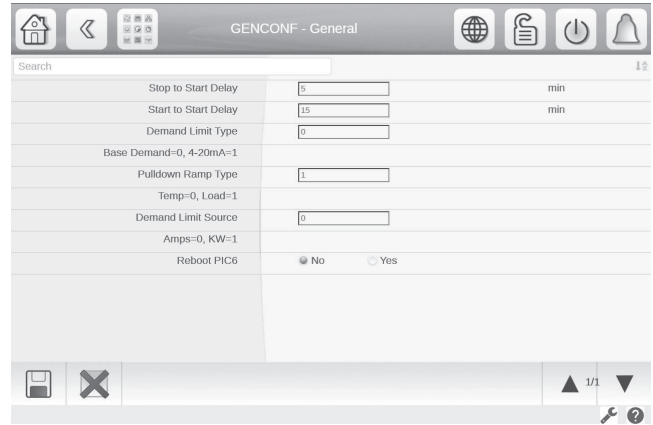 GENCONF - General
Search
Stop to Start Delay 5 min
Start to Start Delay 15 min
Demand Limit Type 0
Base Demand=0, 4-20mA=1
Pulldown Ramp Type 1
Temp=0, Load=1
Demand Limit Source 0
Amps=0, KW=1
Reboot PIC6 No Yes
1/1